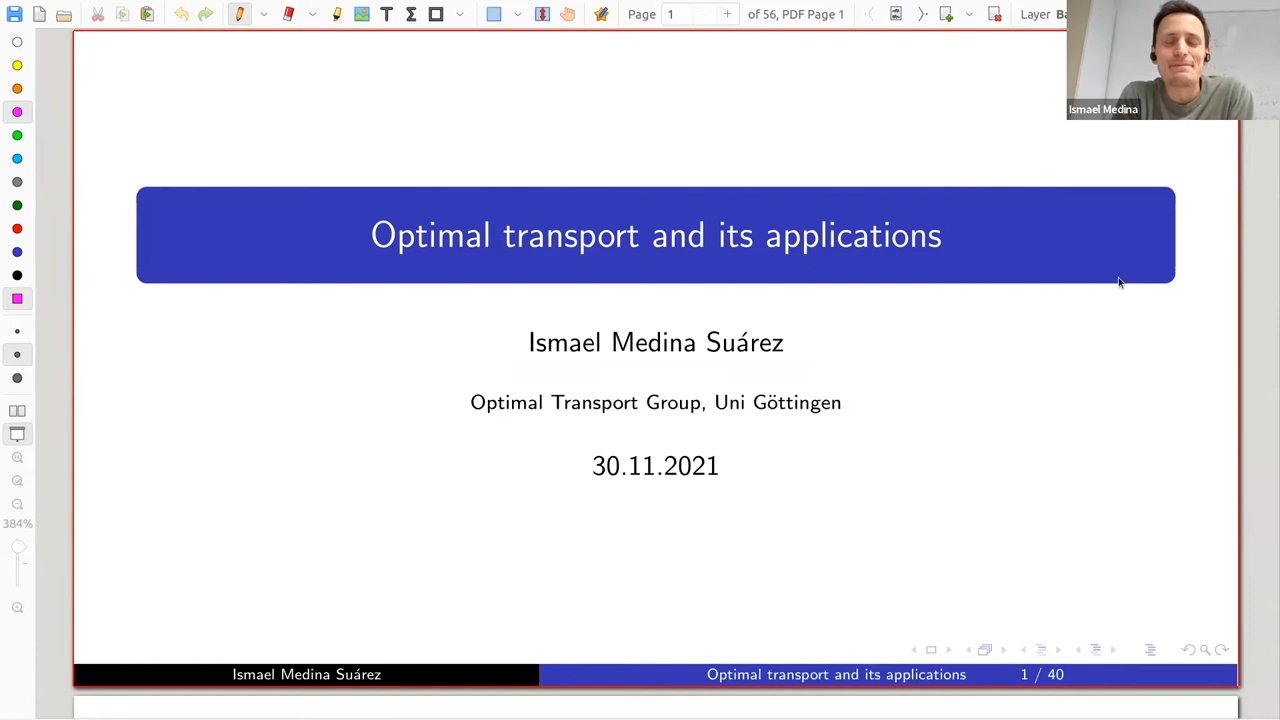 Page 1 of 56, PDF Page 1 Layer Ba
Ismael Medina
Optimal transport and its applications
Ismael Medina Suárez
Optimal Transport Group, Uni Göttingen
30.11.2021
384%
Ismael Medina Suárez Optimal transport and its applications 1 / 40